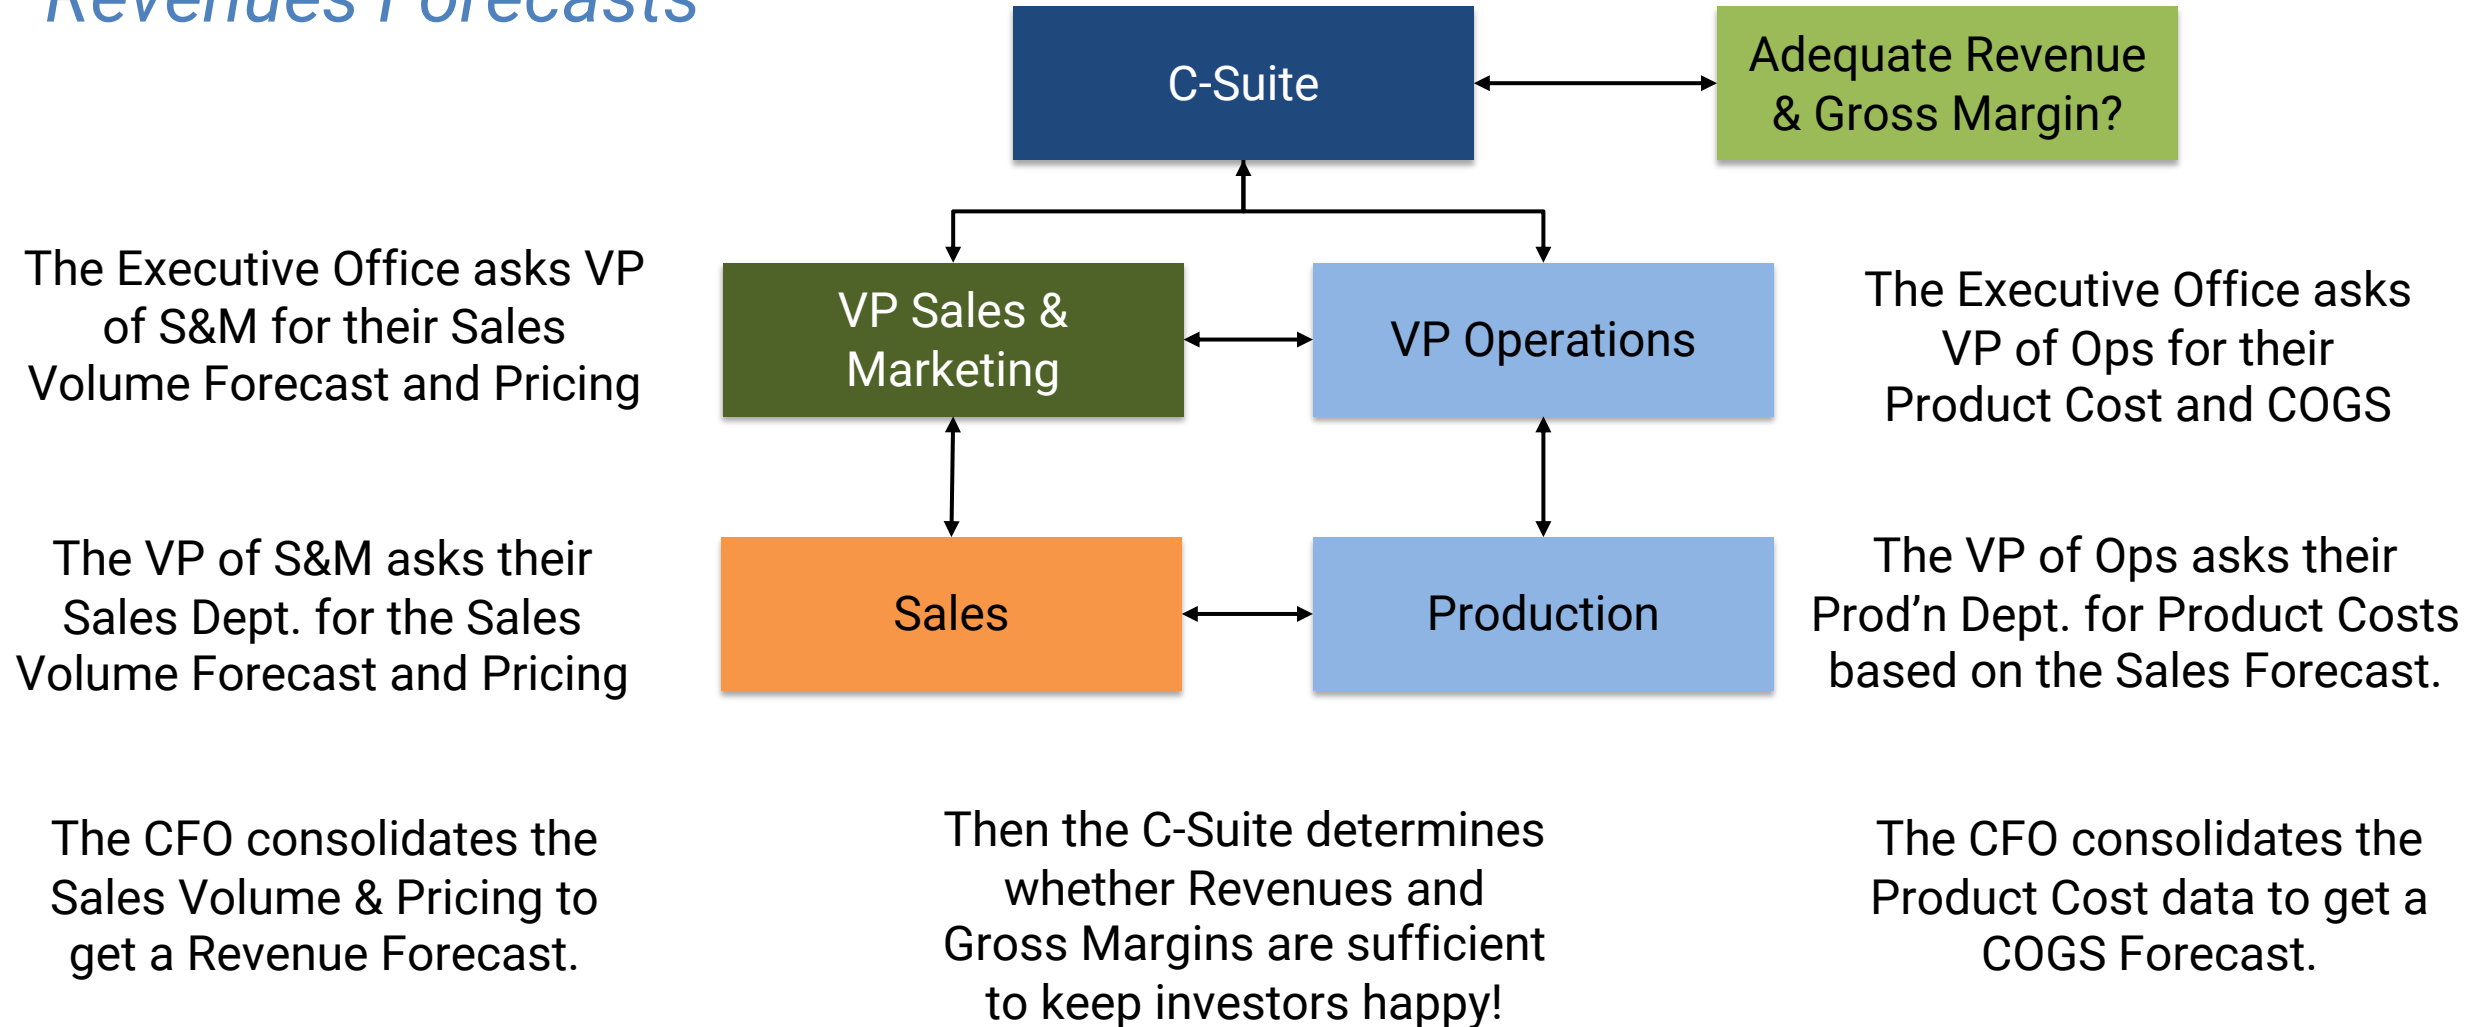 Revenues Forecasts
C-Suite
Adequate Revenue
& Gross Margin?
The Executive Office asks VP
of S&M for their Sales
Volume Forecast and Pricing
VP Sales &
Marketing
VP Operations
The Executive Office asks
VP of Ops for their
Product Cost and COGS
The VP of S&M asks their
Sales Dept. for the Sales
Volume Forecast and Pricing
Sales
Production
The VP of Ops asks their
Prod’n Dept. for Product Costs
based on the Sales Forecast.
The CFO consolidates the
Sales Volume & Pricing to
get a Revenue Forecast.
Then the C-Suite determines
whether Revenues and
Gross Margins are sufficient
to keep investors happy!
The CFO consolidates the
Product Cost data to get a
COGS Forecast.